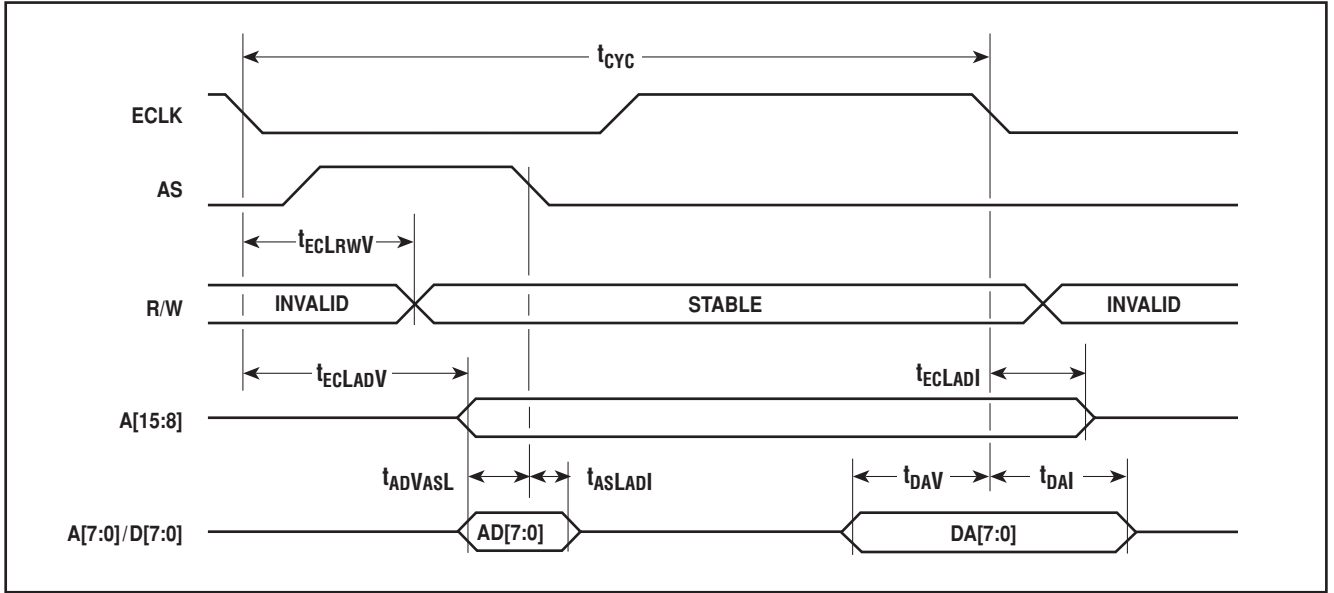 tCYC
ECLK
AS
tECLRWV
R/W INVALID STABLE INVALID
tECLADV tECLADI
A[15:8]
tADVASL tASLADI tDAV tDAI
A[7:0]/D[7:0] AD[7:0] DA[7:0]